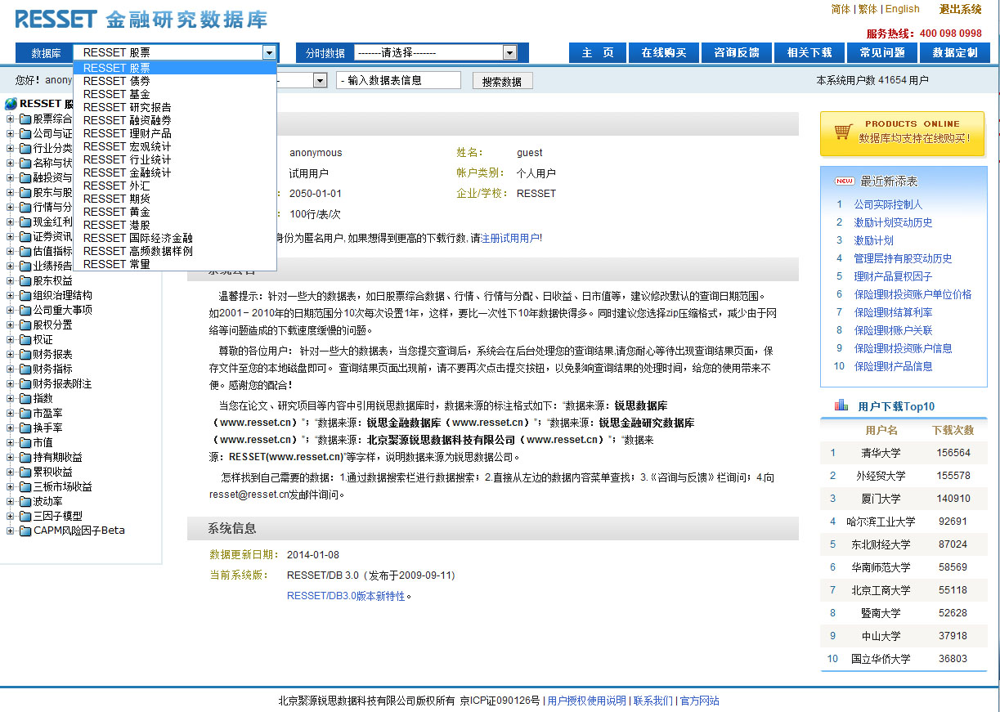 RESSET 金融研究数据库
简体 | 繁体 | English 退出系统
服务热线：400 098 0998
数据库 RESSET 股票 分时数据 -------请选择------- 主 页 在线购买 咨询反馈 相关下载 常见问题 数据定制
您好！anony - 输入数据表信息 搜索数据 本系统用户数 41654 用户
RESSET 股票
RESSET 债券
RESSET 基金
RESSET 研究报告
RESSET 融资融券
RESSET 理财产品
RESSET 宏观统计
RESSET 行业统计
RESSET 金融统计
RESSET 外汇
RESSET 期货
RESSET 黄金
RESSET 港股
RESSET 国际经济金融
RESSET 高频数据样例
RESSET 常量
RESSET 股
股票综合
公司与证
行业分类
名称与状
融投资与
股东与股
行情与分
现金红利
证券资讯
估值指标
业绩预告
股东权益
组织治理结构
公司重大事项
股权分置
权证
财务报表
财务指标
财务报表附注
指数
市盈率
换手率
市值
持有期收益
累积收益
三板市场收益
波动率
三因子模型
CAPM风险因子Beta
anonymous 姓名： guest
试用用户 帐户类别： 个人用户
： 2050-01-01 企业/学校： RESSET
： 100行/表/次
身份为匿名用户, 如果想得到更高的下载行数, 请注册试用用户!
系统公告
温馨提示：针对一些大的数据表，如日股票综合数据、行情、行情与分配、日收益、日市值等，建议修改默认的查询日期范围。
如2001－2010年的日期范围分10次每次设置1年，这样，要比一次性下10年数据快得多。同时建议您选择zip压缩格式，减少由于网
络等问题造成的下载速度缓慢的问题。
尊敬的各位用户： 针对一些大的数据表，当您提交查询后，系统会在后台处理您的查询结果,请您耐心等待出现查询结果页面，保
存文件至您的本地磁盘即可。 查询结果页面出现前，请不要再次点击提交按钮，以免影响查询结果的处理时间，给您的使用带来不
便。感谢您的配合！
当您在论文、研究项目等内容中引用锐思数据库时，数据来源的标注格式如下：“数据来源：锐思数据库
（www.resset.cn）”；“数据来源：锐思金融数据库（www.resset.cn）”；“数据来源：锐思金融研究数据库
（www.resset.cn）”；“数据来源：北京聚源锐思数据科技有限公司（www.resset.cn）”；“数据来
源：RESSET(www.resset.cn)”等字样，说明数据来源为锐思数据公司。
怎样找到自己需要的数据：1.通过数据搜索栏进行数据搜索；2.直接从左边的数据内容菜单查找；3.《咨询与反馈》栏询问；4.向
resset@resset.cn发邮件询问。
系统信息
数据更新日期： 2014-01-08
当前系统版： RESSET/DB 3.0（发布于2009-09-11）
RESSET/DB3.0版本新特性。
PRODUCTS ONLINE
数据库均支持在线购买！
NEW 最近新添表
1 公司实际控制人
2 激励计划变动历史
3 激励计划
4 管理层持有股变动历史
5 理财产品复权因子
6 保险理财投资账户单位价格
7 保险理财结算利率
8 保险理财账户关联
9 保险理财投资账户信息
10 保险理财产品信息
用户下载Top10
用户名 下载次数
1 清华大学 156564
2 外经贸大学 155578
3 厦门大学 140910
4 哈尔滨工业大学 92691
5 东北财经大学 87024
6 华南师范大学 58569
7 北京工商大学 55118
8 暨南大学 52628
9 中山大学 37918
10 国立华侨大学 36803
北京聚源锐思数据科技有限公司版权所有 京ICP证090126号 | 用户授权使用说明 | 联系我们 | 官方网站